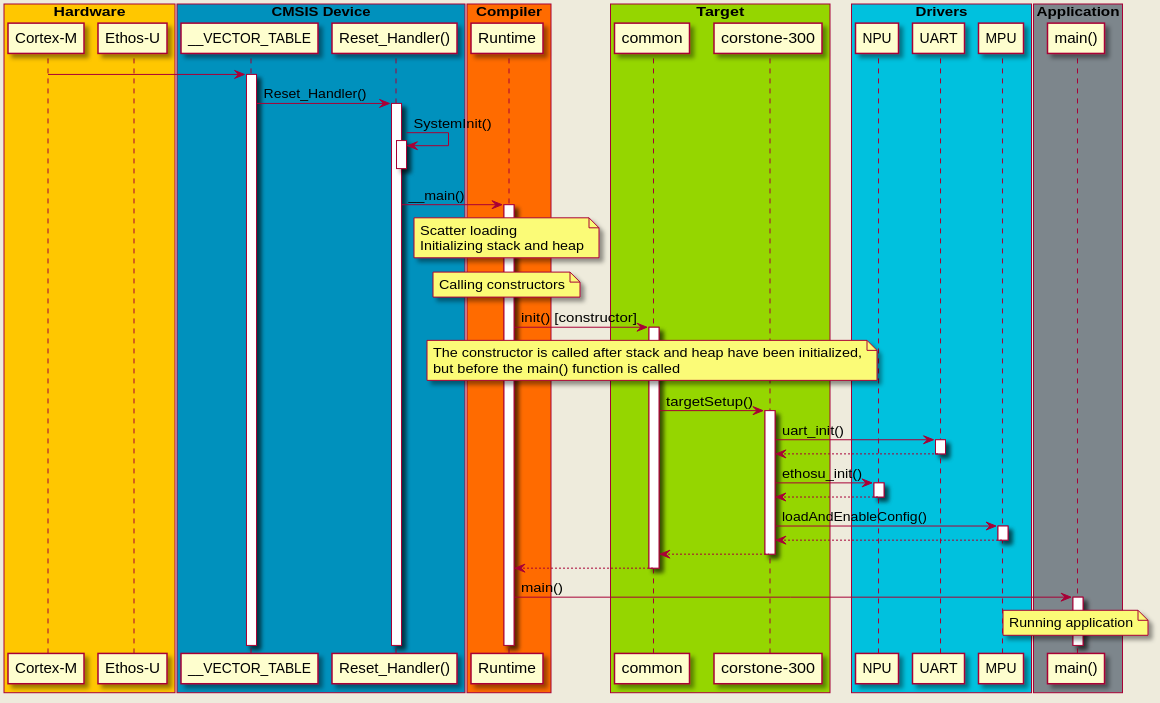 Hardware CMSIS Device Compiler Target Drivers Application
Cortex-M Ethos-U __VECTOR_TABLE Reset_Handler() Runtime common corstone-300 NPU UART MPU main()
Reset_Handler()
SystemInit()
__main()
Scatter loading
Initializing stack and heap
Calling constructors
init() [constructor]
The constructor is called after stack and heap have been initialized,
but before the main() function is called
targetSetup()
uart_init()
ethosu_init()
loadAndEnableConfig()
main()
Running application
Cortex-M Ethos-U __VECTOR_TABLE Reset_Handler() Runtime common corstone-300 NPU UART MPU main()